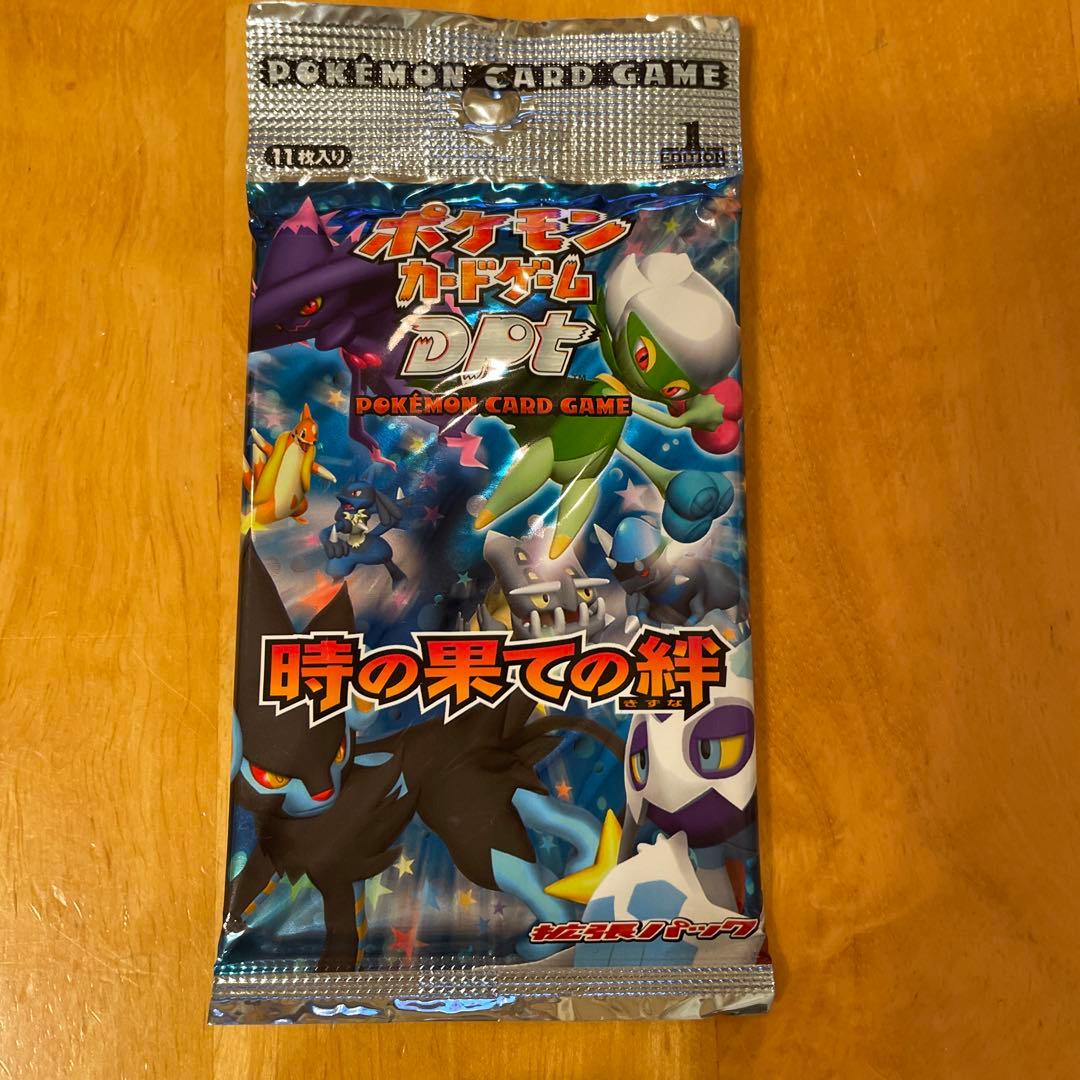 POKÉMON CARD GAME
11枚入り
1
EDITION
ポケモン
カードゲーム
DPt
TM
POKÉMON CARD GAME
時の果ての絆
きずな
拡張パック